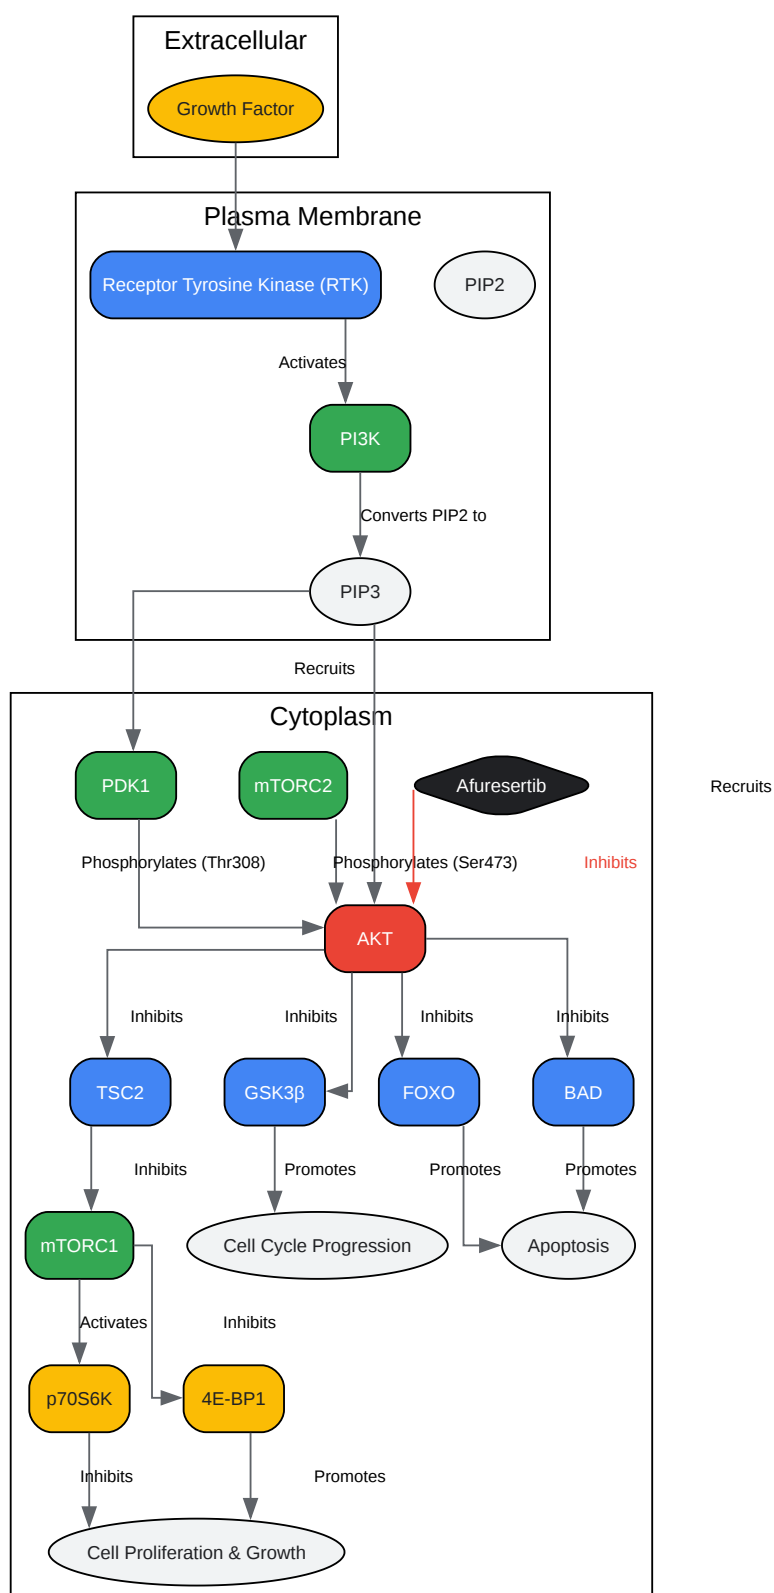 Extracellular
Growth Factor
Plasma Membrane
Receptor Tyrosine Kinase (RTK)
PIP2
Activates
PI3K
Converts PIP2 to
PIP3
Recruits
Cytoplasm
PDK1
mTORC2
Afuresertib
Recruits
Phosphorylates (Thr308)
Phosphorylates (Ser473)
Inhibits
AKT
Inhibits
Inhibits
Inhibits
Inhibits
TSC2
GSK3β
FOXO
BAD
Inhibits
Promotes
Promotes
Promotes
mTORC1
Cell Cycle Progression
Apoptosis
Activates
Inhibits
p70S6K
4E-BP1
Inhibits
Promotes
Cell Proliferation & Growth